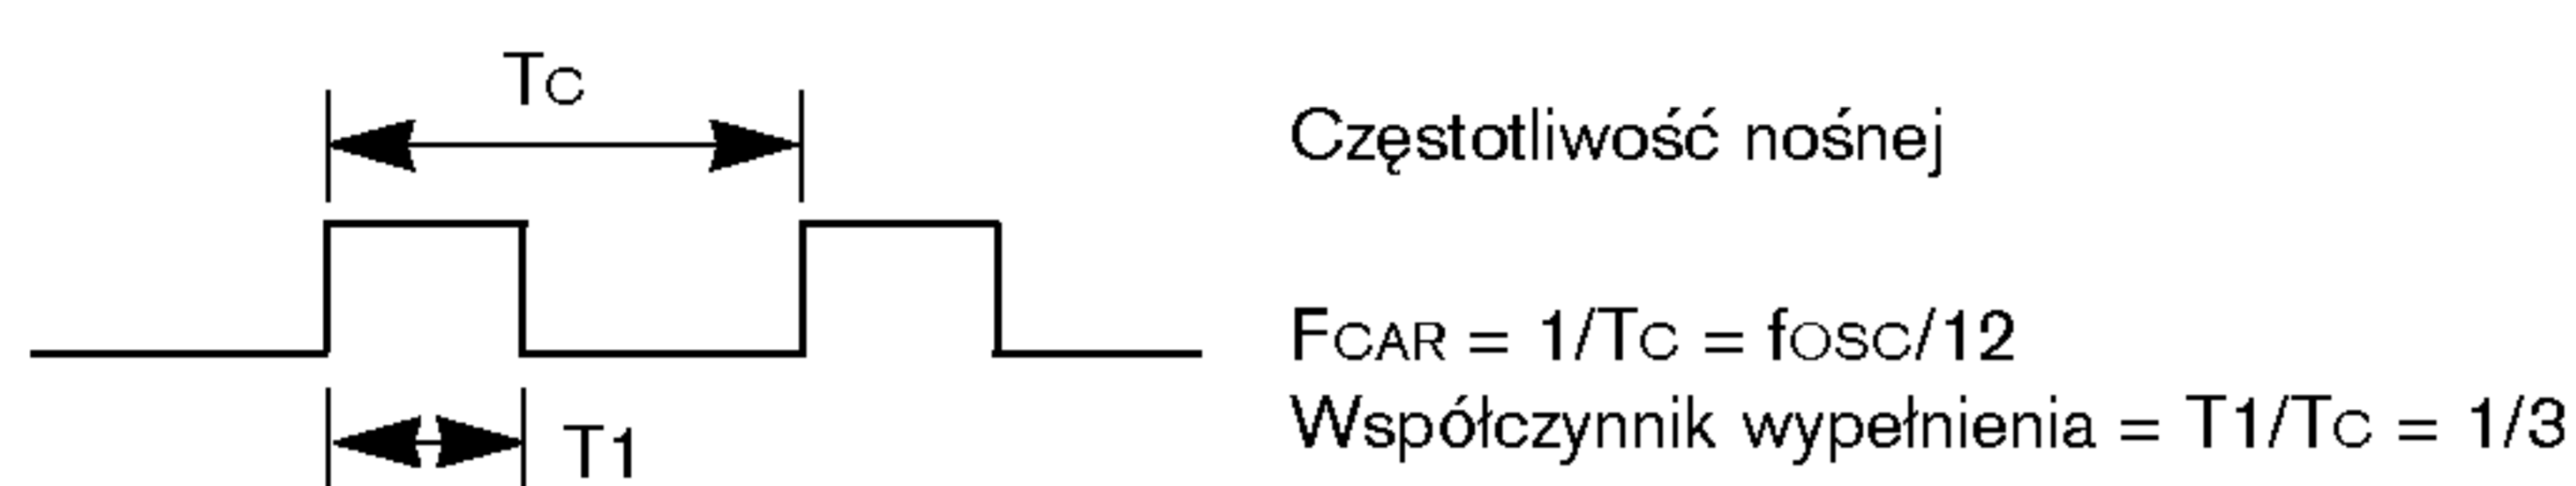 Tc
Częstotliwość nośnej
FCAR = 1/Tc = fosc/12
Współczynnik wypełnienia = T1/Tc = 1/3
T1